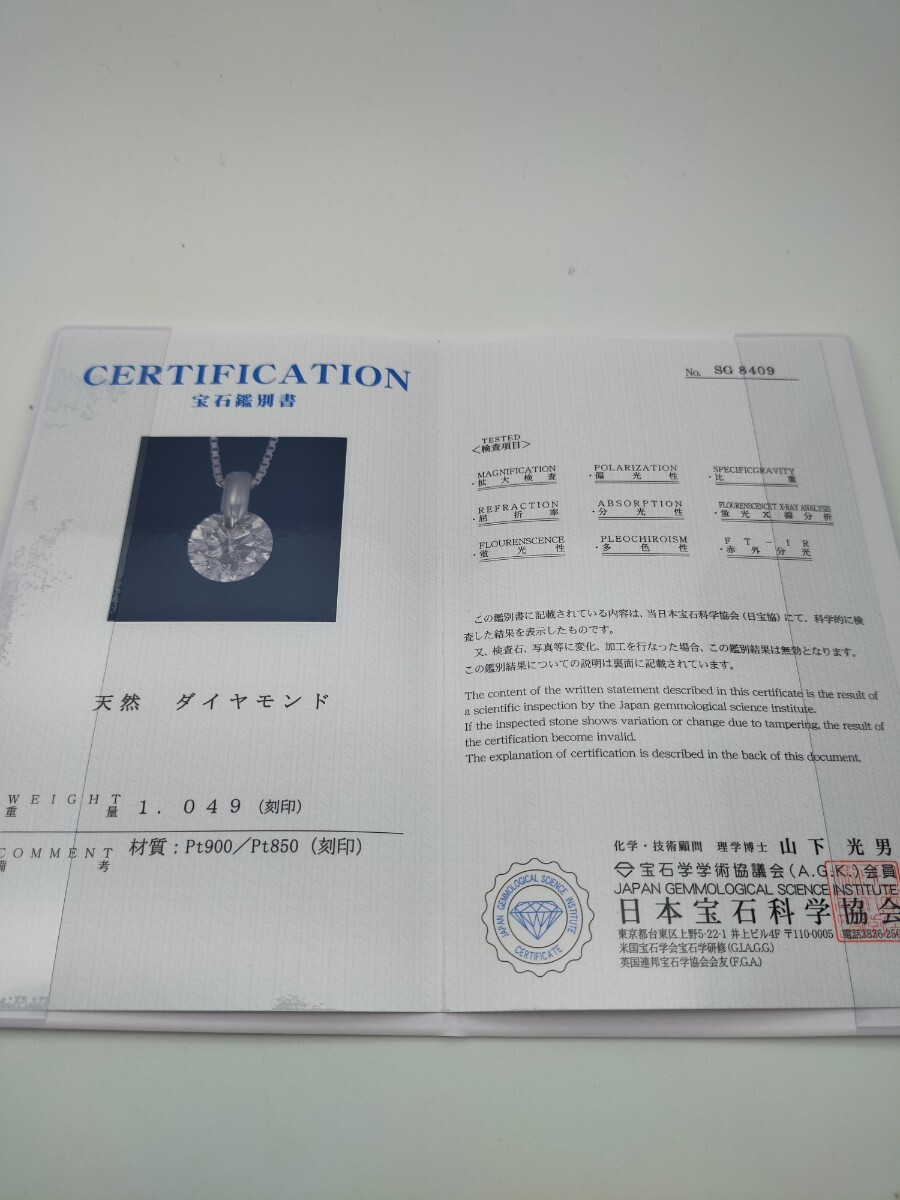 CERTIFICATION
宝石鑑別書
天然 ダイヤモンド
WEIGHT
重量 1.049 (刻印)
COMMENT
備考 材質:Pt900/Pt850 (刻印)
No. SG 8409
TESTED
<検査項目>
MAGNIFICATION
・拡大検査
POLARIZATION
・偏光性
SPECIFICGRAVITY
・比重
REFRACTION
・屈折率
ABSORPTION
・分光性
FLOURENSCENCET X-RAY ANALYSIS
・蛍光X線分析
FLOURENSCENCE
・蛍光性
PLEOCHROISM
・多色性
FT-IR
・赤外分光
この鑑別書に記載されている内容は、当日本宝石科学協会(日宝協)にて、科学的に検
査した結果を表示したものです。
又、検査石、写真等に変化、加工を行なった場合、この鑑別結果は無効となります。
この鑑別結果についての説明は裏面に記載されています。
The content of the written statement described in this certificate is the result of
a scientific inspection by the Japan gemmological science institute.
If the inspected stone shows variation or change due to tampering, the result of
the certification become invalid.
The explanation of certification is described in the back of this document.
化学・技術顧問 理学博士 山下光男
宝石学学術協議会(A.G.K.)会員
JAPAN GEMMOLOGICAL SCIENCE INSTITUTE
日本宝石科学協会
東京都台東区上野5-22-1 井上ビル4F 〒110-0005 電話3836-256
米国宝石学会宝石学研修(G.I.A.G.G.)
英国連邦宝石学協会会友(F.G.A.)
JAPAN GEMMOLOGICAL SCIENCE INSTITUTE
CERTIFICATE